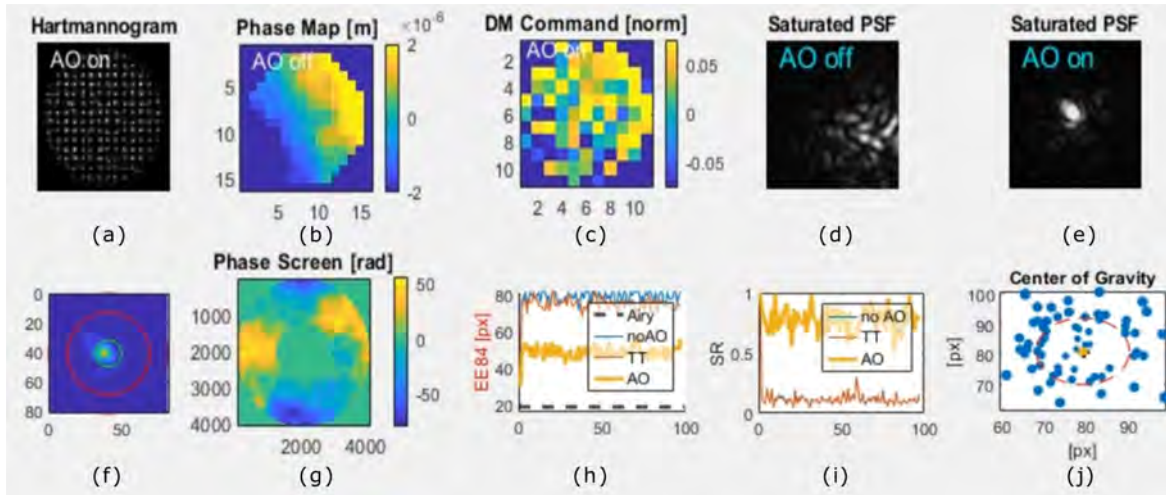 Hartmannogram
AO on
(a)
Phase Map [m]
×10⁻⁶
AO off
5
10
15
5 10 15
2
0
-2
(b)
DM Command [norm]
AO on
2
4
6
8
10
2 4 6 8 10
0.05
0
-0.05
(c)
Saturated PSF
AO off
(d)
Saturated PSF
AO on
(e)
0
20
40
60
80
0 50
(f)
Phase Screen [rad]
1000
2000
3000
4000
2000 4000
50
0
-50
(g)
EE84 [px]
80
60
40
20
0 50 100
Airy
noAO
TT
AO
(h)
SR
1
0.5
0
0 50 100
no AO
TT
AO
(i)
Center of Gravity
[px]
100
90
80
70
60 70 80 90
[px]
(j)